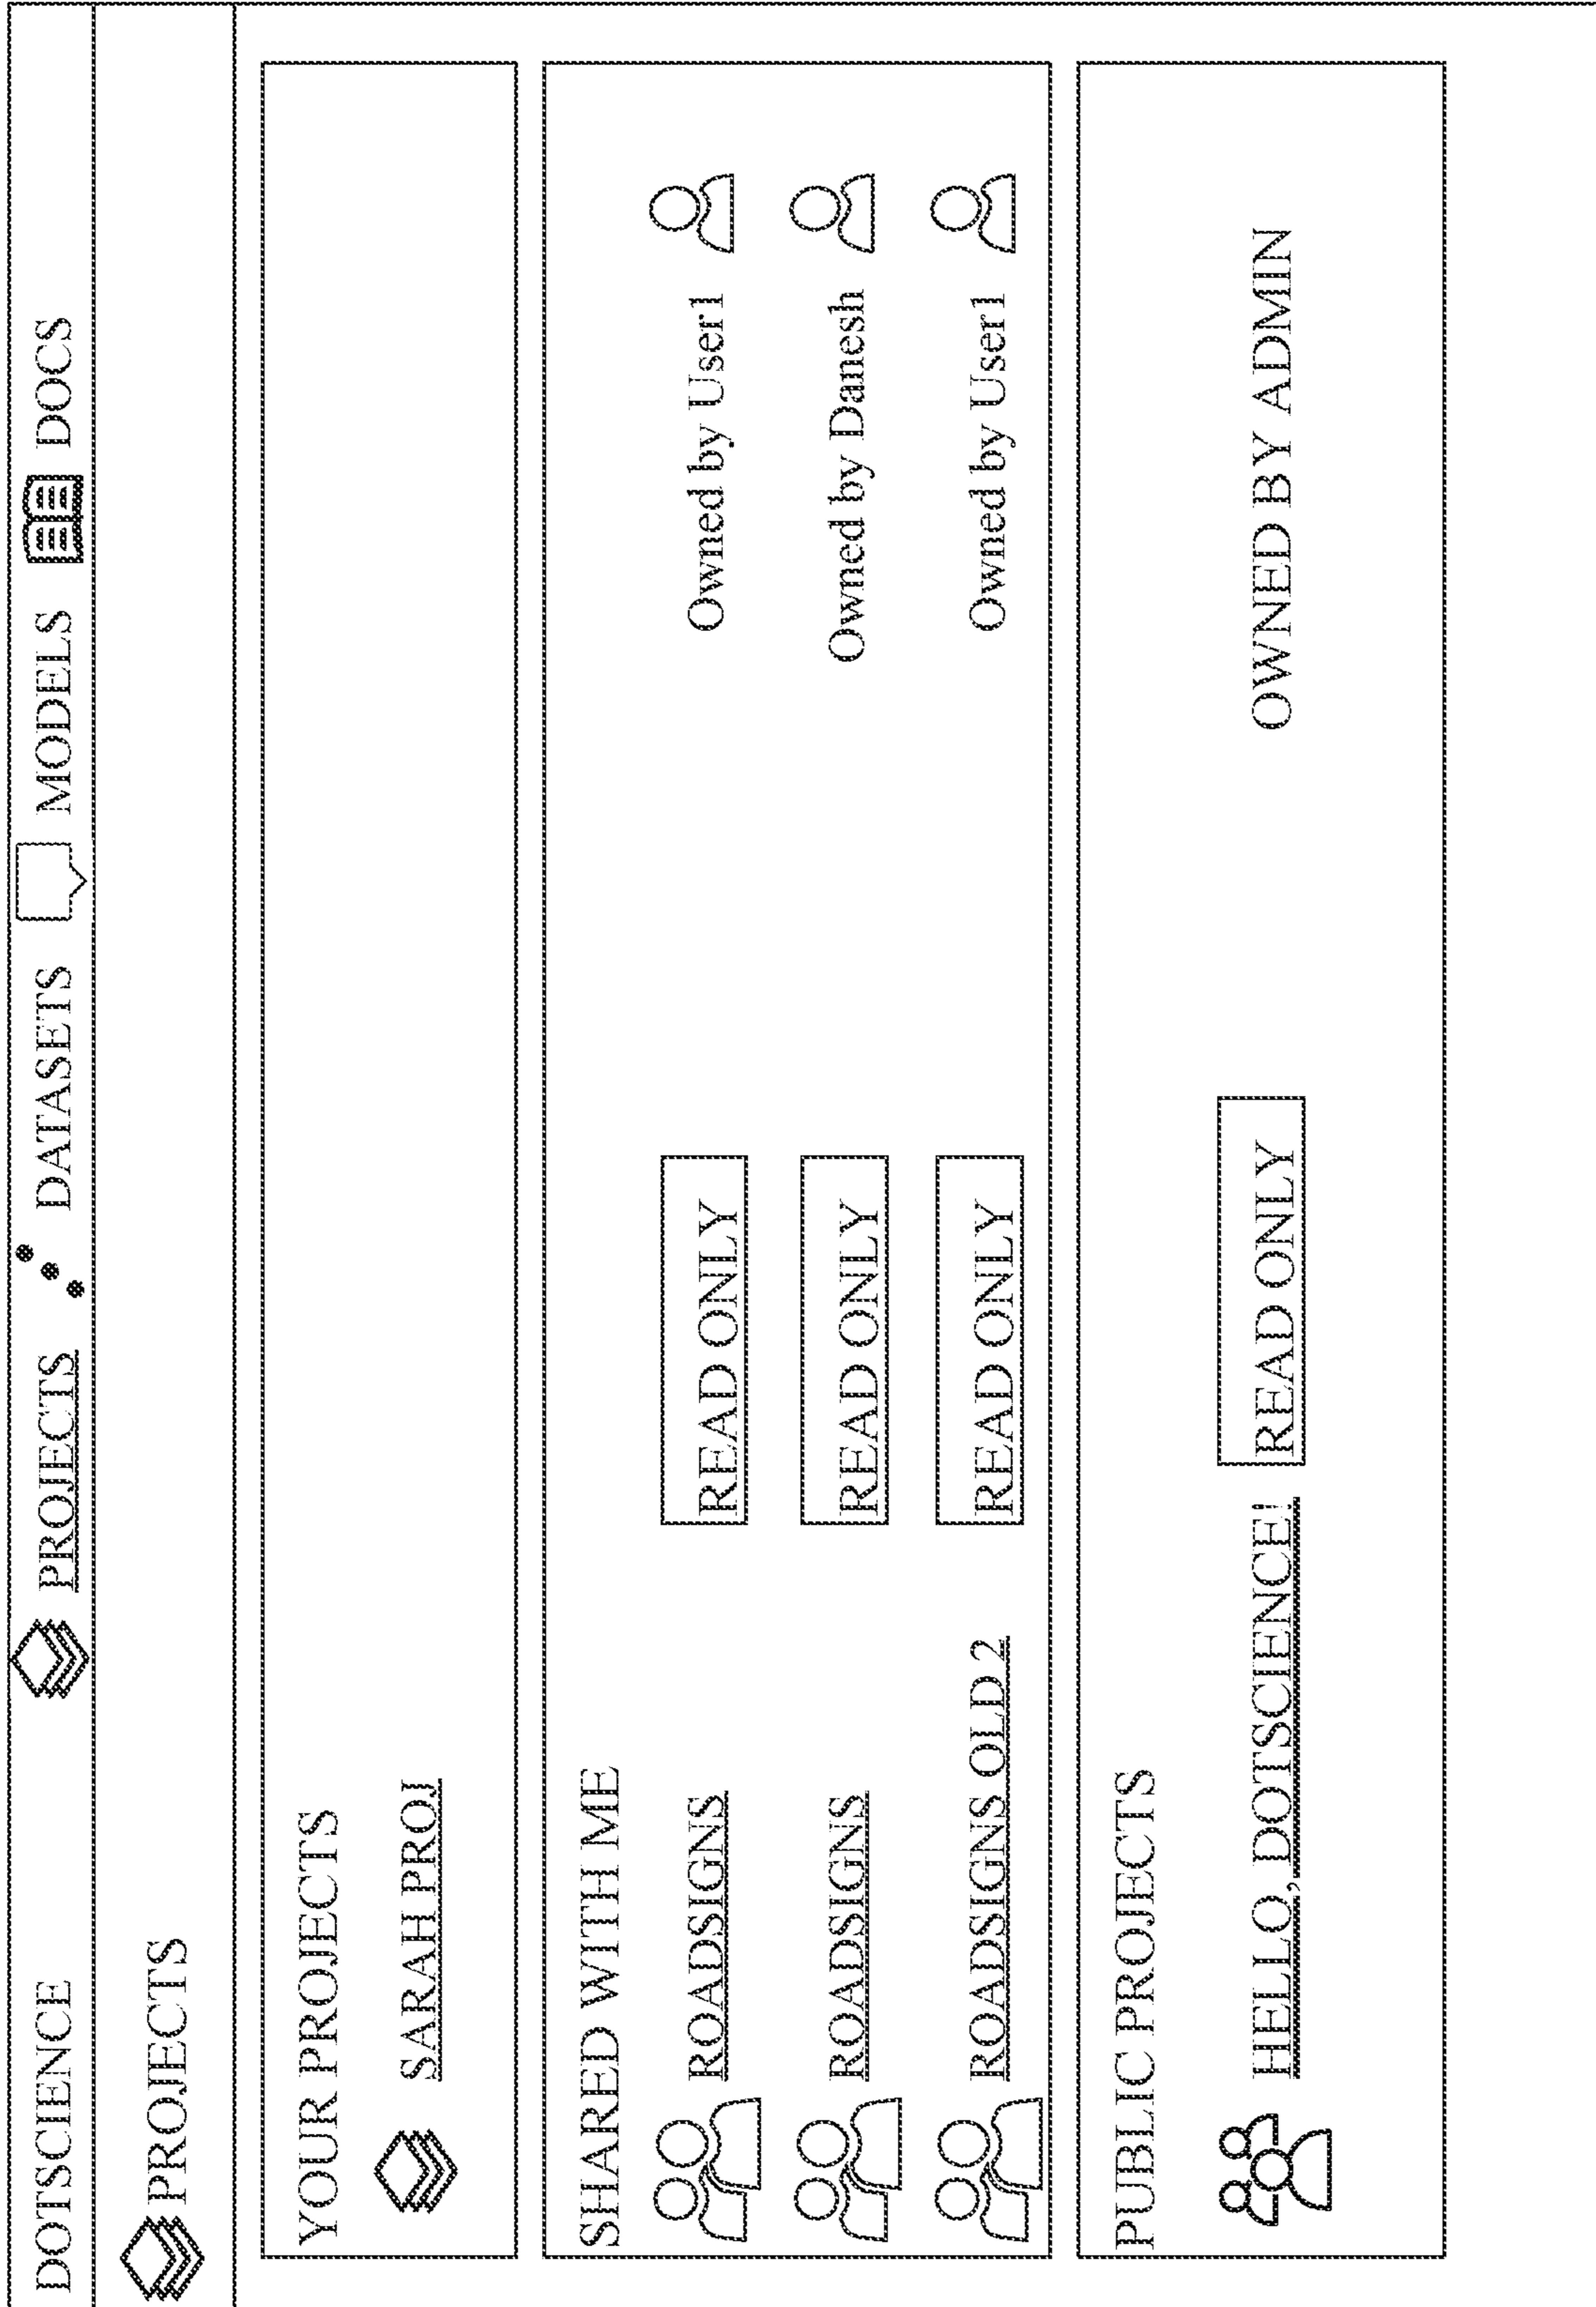 DOTSCIENCE PROJECTS DATASETS MODELS DOCS
PROJECTS
YOUR PROJECTS
SARAH PROJ
SHARED WITH ME
ROADSIGNS READ ONLY Owned by User1
ROADSIGNS READ ONLY Owned by Danesh
ROADSIGNS OLD 2 READ ONLY Owned by User1
PUBLIC PROJECTS
HELLO, DOTSCIENCE! READ ONLY OWNED BY ADMIN